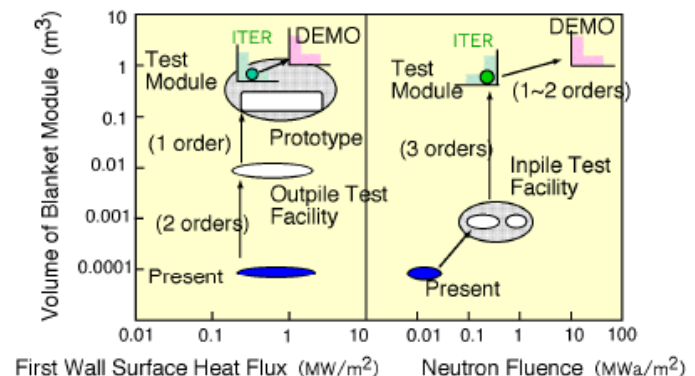 Volume of Blanket Module (m³)
10
1
0.1
0.01
0.001
0.0001
ITER
DEMO
Test
Module
(1 order)
Prototype
Outpile Test
Facility
(2 orders)
Present
ITER
DEMO
Test
Module
(1~2 orders)
(3 orders)
Inpile Test
Facility
Present
0.01 0.1 1 10
0.01 0.1 1 10 100
First Wall Surface Heat Flux (MW/m²)
Neutron Fluence (MWa/m²)